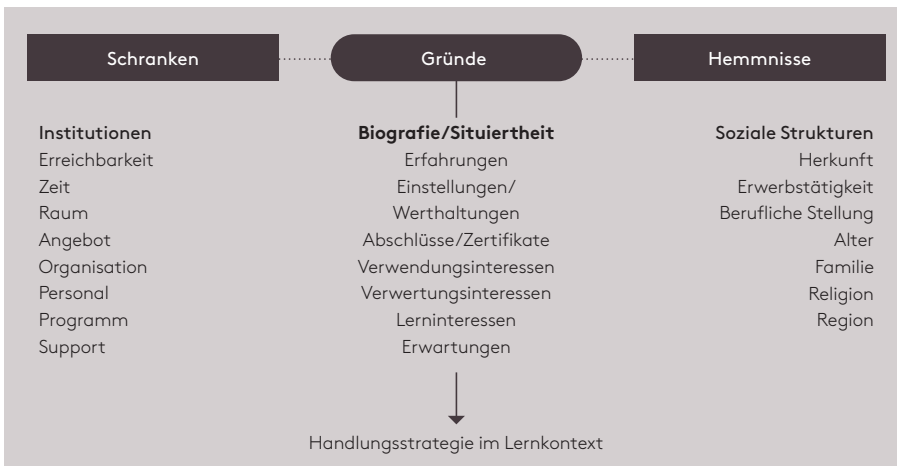 Schranken
Gründe
Hemmnisse
Institutionen
Erreichbarkeit
Zeit
Raum
Angebot
Organisation
Personal
Programm
Support
Biografie/Situiertheit
Erfahrungen
Einstellungen/
Werthaltungen
Abschlüsse/Zertifikate
Verwendungsinteressen
Verwertungsinteressen
Lerninteressen
Erwartungen
Soziale Strukturen
Herkunft
Erwerbstätigkeit
Berufliche Stellung
Alter
Familie
Religion
Region
Handlungsstrategie im Lernkontext